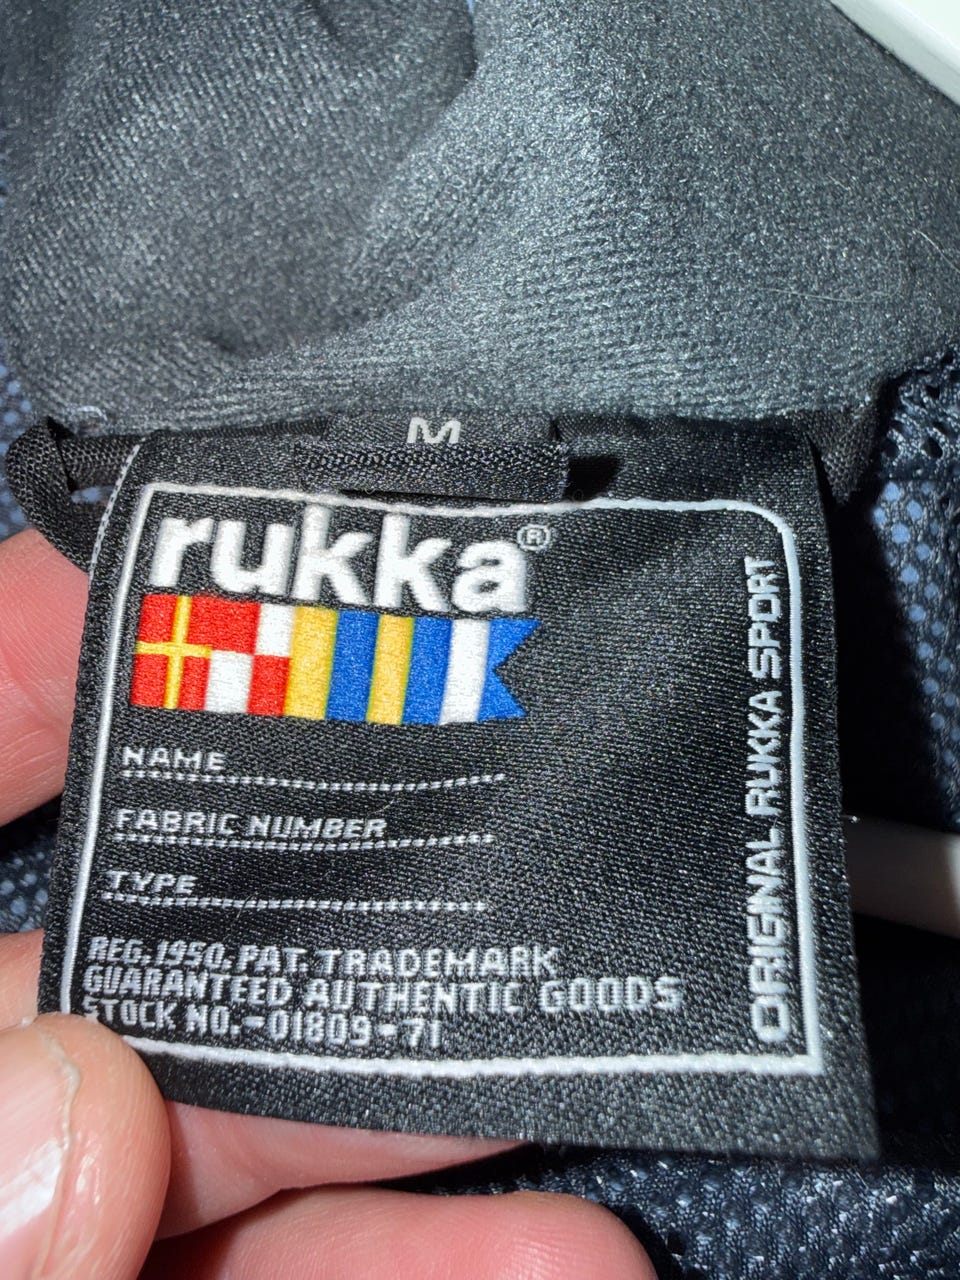 M
rukka®
NAME
FABRIC NUMBER
TYPE
REG. 1950. PAT. TRADEMARK
GUARANTEED AUTHENTIC GOODS
STOCK NO.-01809-71
ORIGINAL RUKKA SPORT